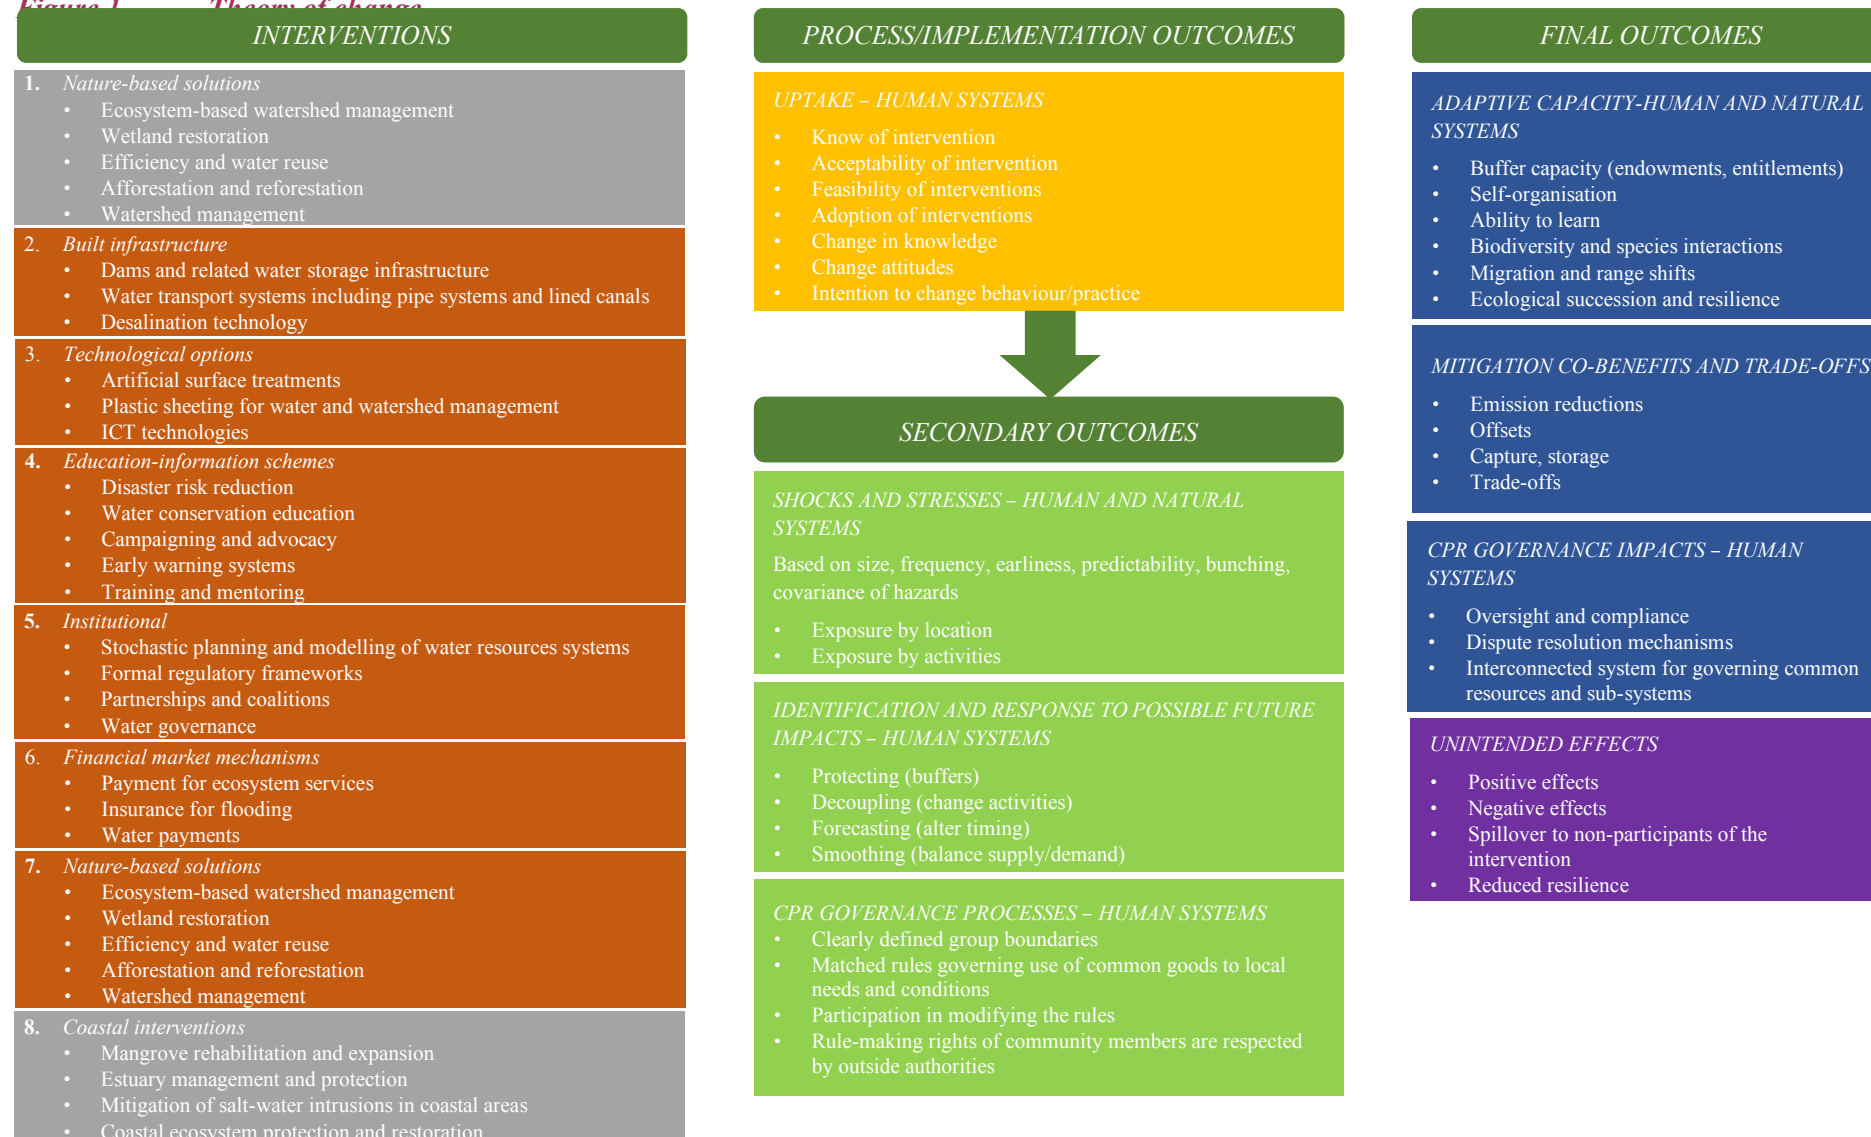 Figure 1 Theory of change
INTERVENTIONS
1. Nature-based solutions
• Ecosystem-based watershed management
• Wetland restoration
• Efficiency and water reuse
• Afforestation and reforestation
• Watershed management
2. Built infrastructure
• Dams and related water storage infrastructure
• Water transport systems including pipe systems and lined canals
• Desalination technology
3. Technological options
• Artificial surface treatments
• Plastic sheeting for water and watershed management
• ICT technologies
4. Education-information schemes
• Disaster risk reduction
• Water conservation education
• Campaigning and advocacy
• Early warning systems
• Training and mentoring
5. Institutional
• Stochastic planning and modelling of water resources systems
• Formal regulatory frameworks
• Partnerships and coalitions
• Water governance
6. Financial market mechanisms
• Payment for ecosystem services
• Insurance for flooding
• Water payments
7. Nature-based solutions
• Ecosystem-based watershed management
• Wetland restoration
• Efficiency and water reuse
• Afforestation and reforestation
• Watershed management
8. Coastal interventions
• Mangrove rehabilitation and expansion
• Estuary management and protection
• Mitigation of salt-water intrusions in coastal areas
• Coastal ecosystem protection and restoration
PROCESS/IMPLEMENTATION OUTCOMES
UPTAKE – HUMAN SYSTEMS
• Know of intervention
• Acceptability of intervention
• Feasibility of interventions
• Adoption of interventions
• Change in knowledge
• Change attitudes
• Intention to change behaviour/practice
SECONDARY OUTCOMES
SHOCKS AND STRESSES – HUMAN AND NATURAL
SYSTEMS
Based on size, frequency, earliness, predictability, bunching,
covariance of hazards
• Exposure by location
• Exposure by activities
IDENTIFICATION AND RESPONSE TO POSSIBLE FUTURE
IMPACTS – HUMAN SYSTEMS
• Protecting (buffers)
• Decoupling (change activities)
• Forecasting (alter timing)
• Smoothing (balance supply/demand)
CPR GOVERNANCE PROCESSES – HUMAN SYSTEMS
• Clearly defined group boundaries
• Matched rules governing use of common goods to local
needs and conditions
• Participation in modifying the rules
• Rule-making rights of community members are respected
by outside authorities
FINAL OUTCOMES
ADAPTIVE CAPACITY-HUMAN AND NATURAL
SYSTEMS
• Buffer capacity (endowments, entitlements)
• Self-organisation
• Ability to learn
• Biodiversity and species interactions
• Migration and range shifts
• Ecological succession and resilience
MITIGATION CO-BENEFITS AND TRADE-OFFS
• Emission reductions
• Offsets
• Capture, storage
• Trade-offs
CPR GOVERNANCE IMPACTS – HUMAN
SYSTEMS
• Oversight and compliance
• Dispute resolution mechanisms
• Interconnected system for governing common
resources and sub-systems
UNINTENDED EFFECTS
• Positive effects
• Negative effects
• Spillover to non-participants of the
intervention
• Reduced resilience